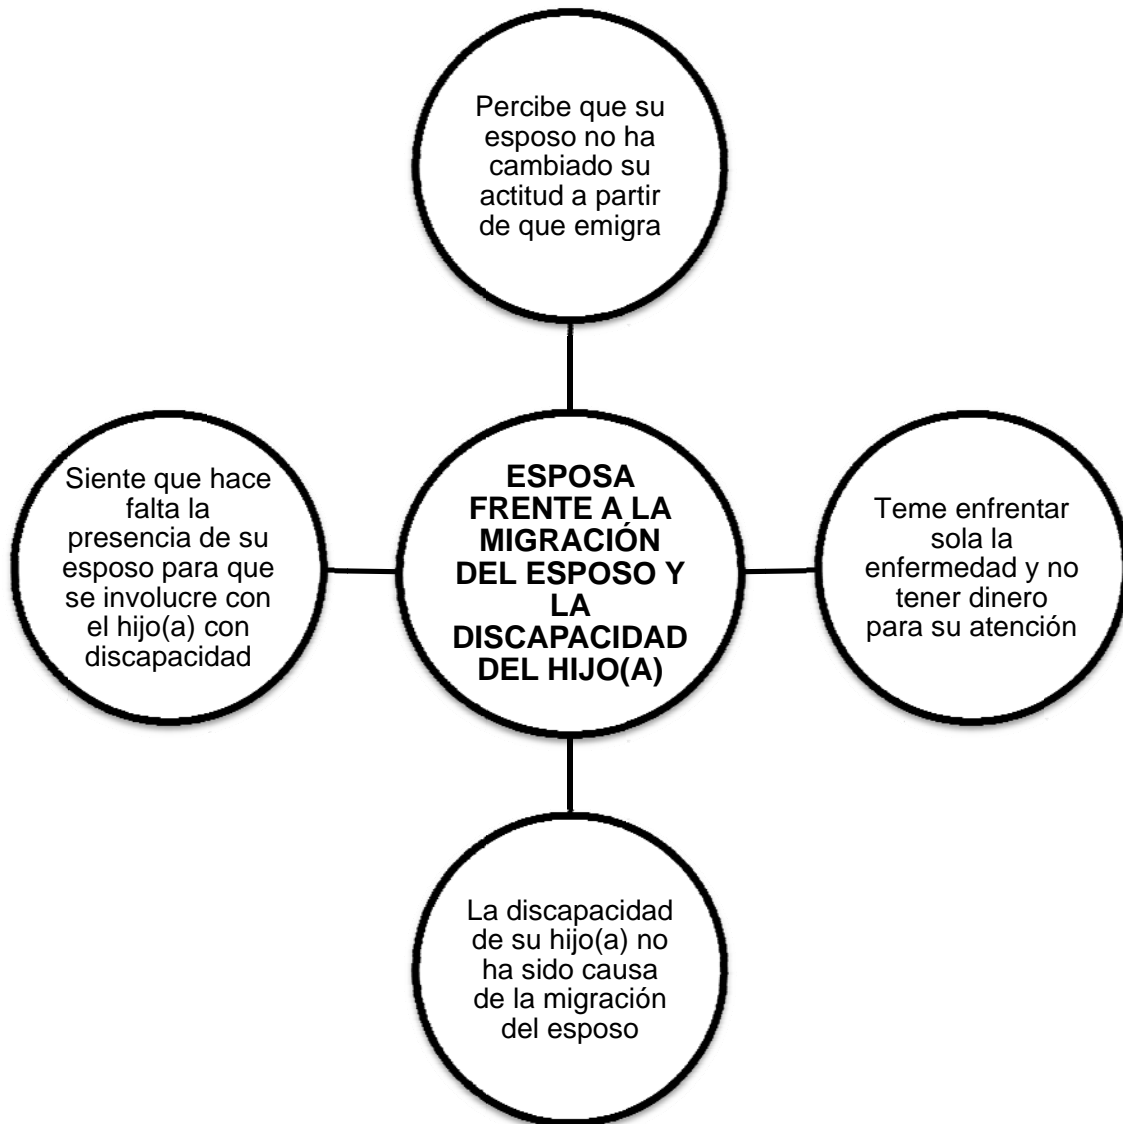 Percibe que su
esposo no ha
cambiado su
actitud a partir
de que emigra
Siente que hace
falta la
presencia de su
esposo para que
se involucre con
el hijo(a) con
discapacidad
ESPOSA
FRENTE A LA
MIGRACIÓN
DEL ESPOSO Y
LA
DISCAPACIDAD
DEL HIJO(A)
Teme enfrentar
sola la
enfermedad y no
tener dinero
para su atención
La discapacidad
de su hijo(a) no
ha sido causa
de la migración
del esposo